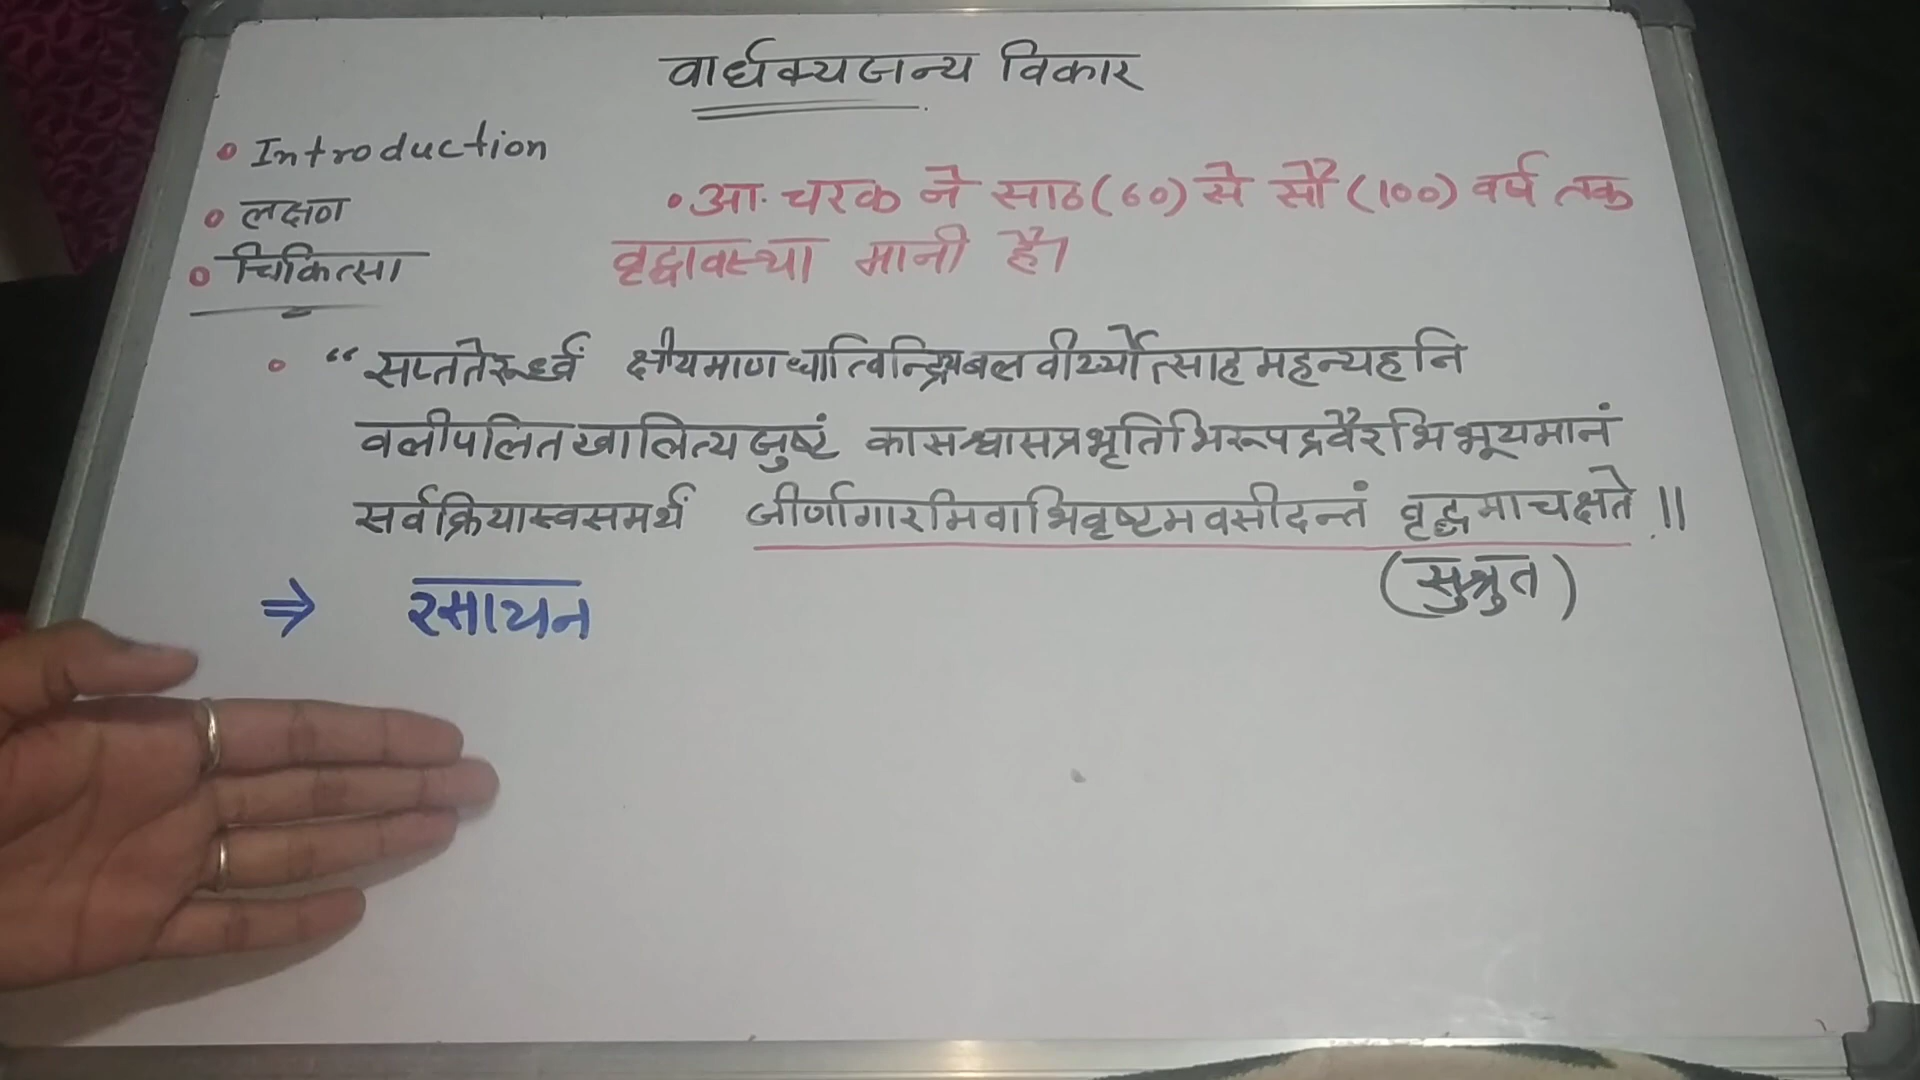 वार्धक्यजन्य विकार
• Introduction
• लक्षण
• चिकित्सा
• आ. चरक ने साठ (60) से सौ (100) वर्ष तक
वृद्धावस्था मानी है।
• “सप्ततेरूर्ध्वं क्षीयमाणधात्विन्द्रियबलवीर्य्योत्साहमहन्यहनि
वलीपलितखालित्यजुष्टं कासश्वासप्रभृतिभिरूपद्रवैरभिभूयमानं
सर्वक्रियास्वसमर्थं जीर्णागारमिवाभिवृष्टमवसीदन्तं वृद्धमाचक्षते।।
(सुश्रुत)
⇒ रसायन